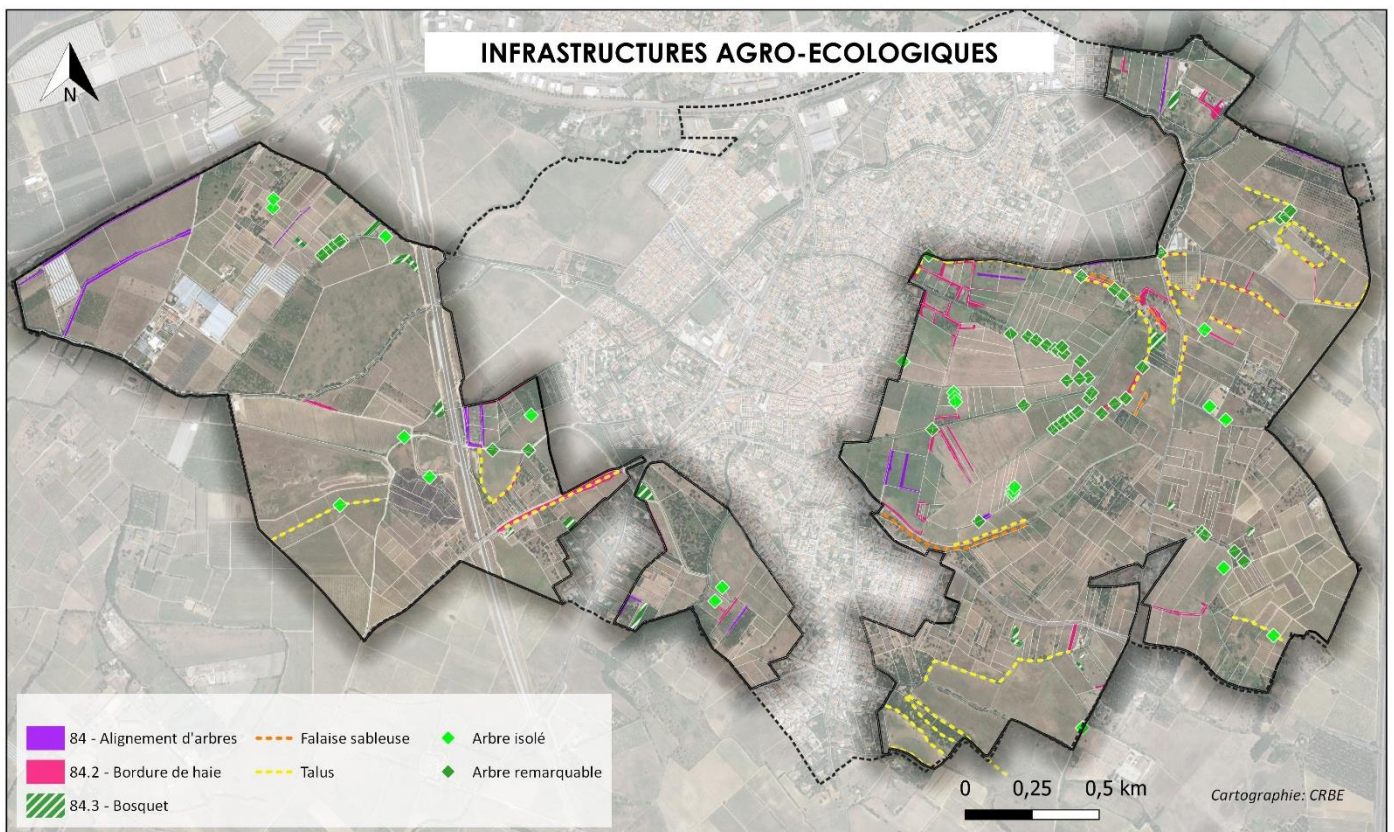 INFRASTRUCTURES AGRO-ECOLOGIQUES
N
84 - Alignement d'arbres
84.2 - Bordure de haie
84.3 - Bosquet
Falaise sableuse
Talus
Arbre isolé
Arbre remarquable
0 0,25 0,5 km
Cartographie: CRBE